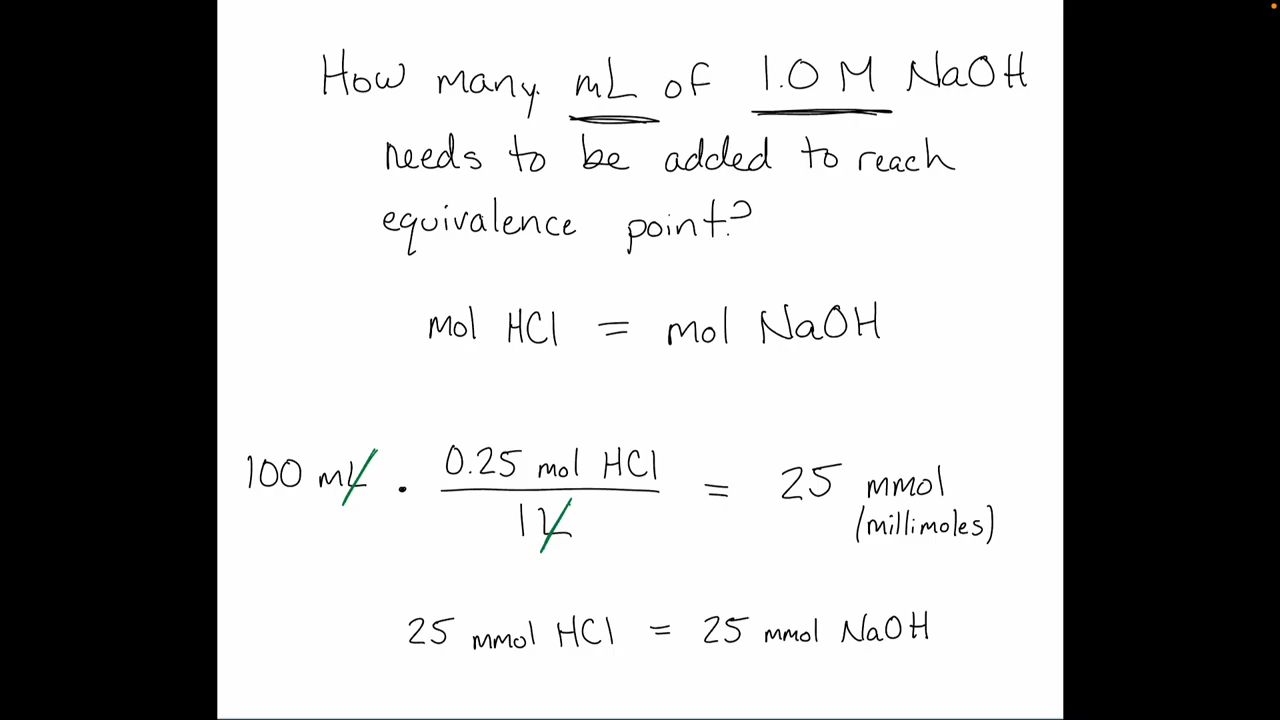 How many mL of 1.0 M NaOH
needs to be added to reach
equivalence point?
mol HCl = mol NaOH
100 mL · 0.25 mol HCl / 1 L = 25 mmol
(millimoles)
25 mmol HCl = 25 mmol NaOH